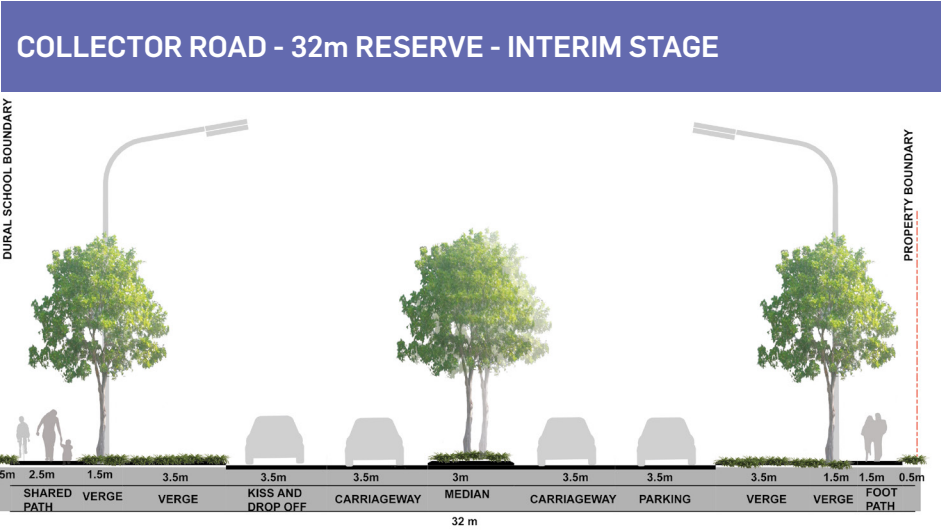 COLLECTOR ROAD - 32m RESERVE - INTERIM STAGE
DURAL SCHOOL BOUNDARY
PROPERTY BOUNDARY
5m 2.5m 1.5m 3.5m 3.5m 3.5m 3m 3.5m 3.5m 3.5m 1.5m 1.5m 0.5m
SHARED PATH
VERGE
VERGE
KISS AND DROP OFF
CARRIAGEWAY
MEDIAN
CARRIAGEWAY
PARKING
VERGE
VERGE
FOOT PATH
32 m